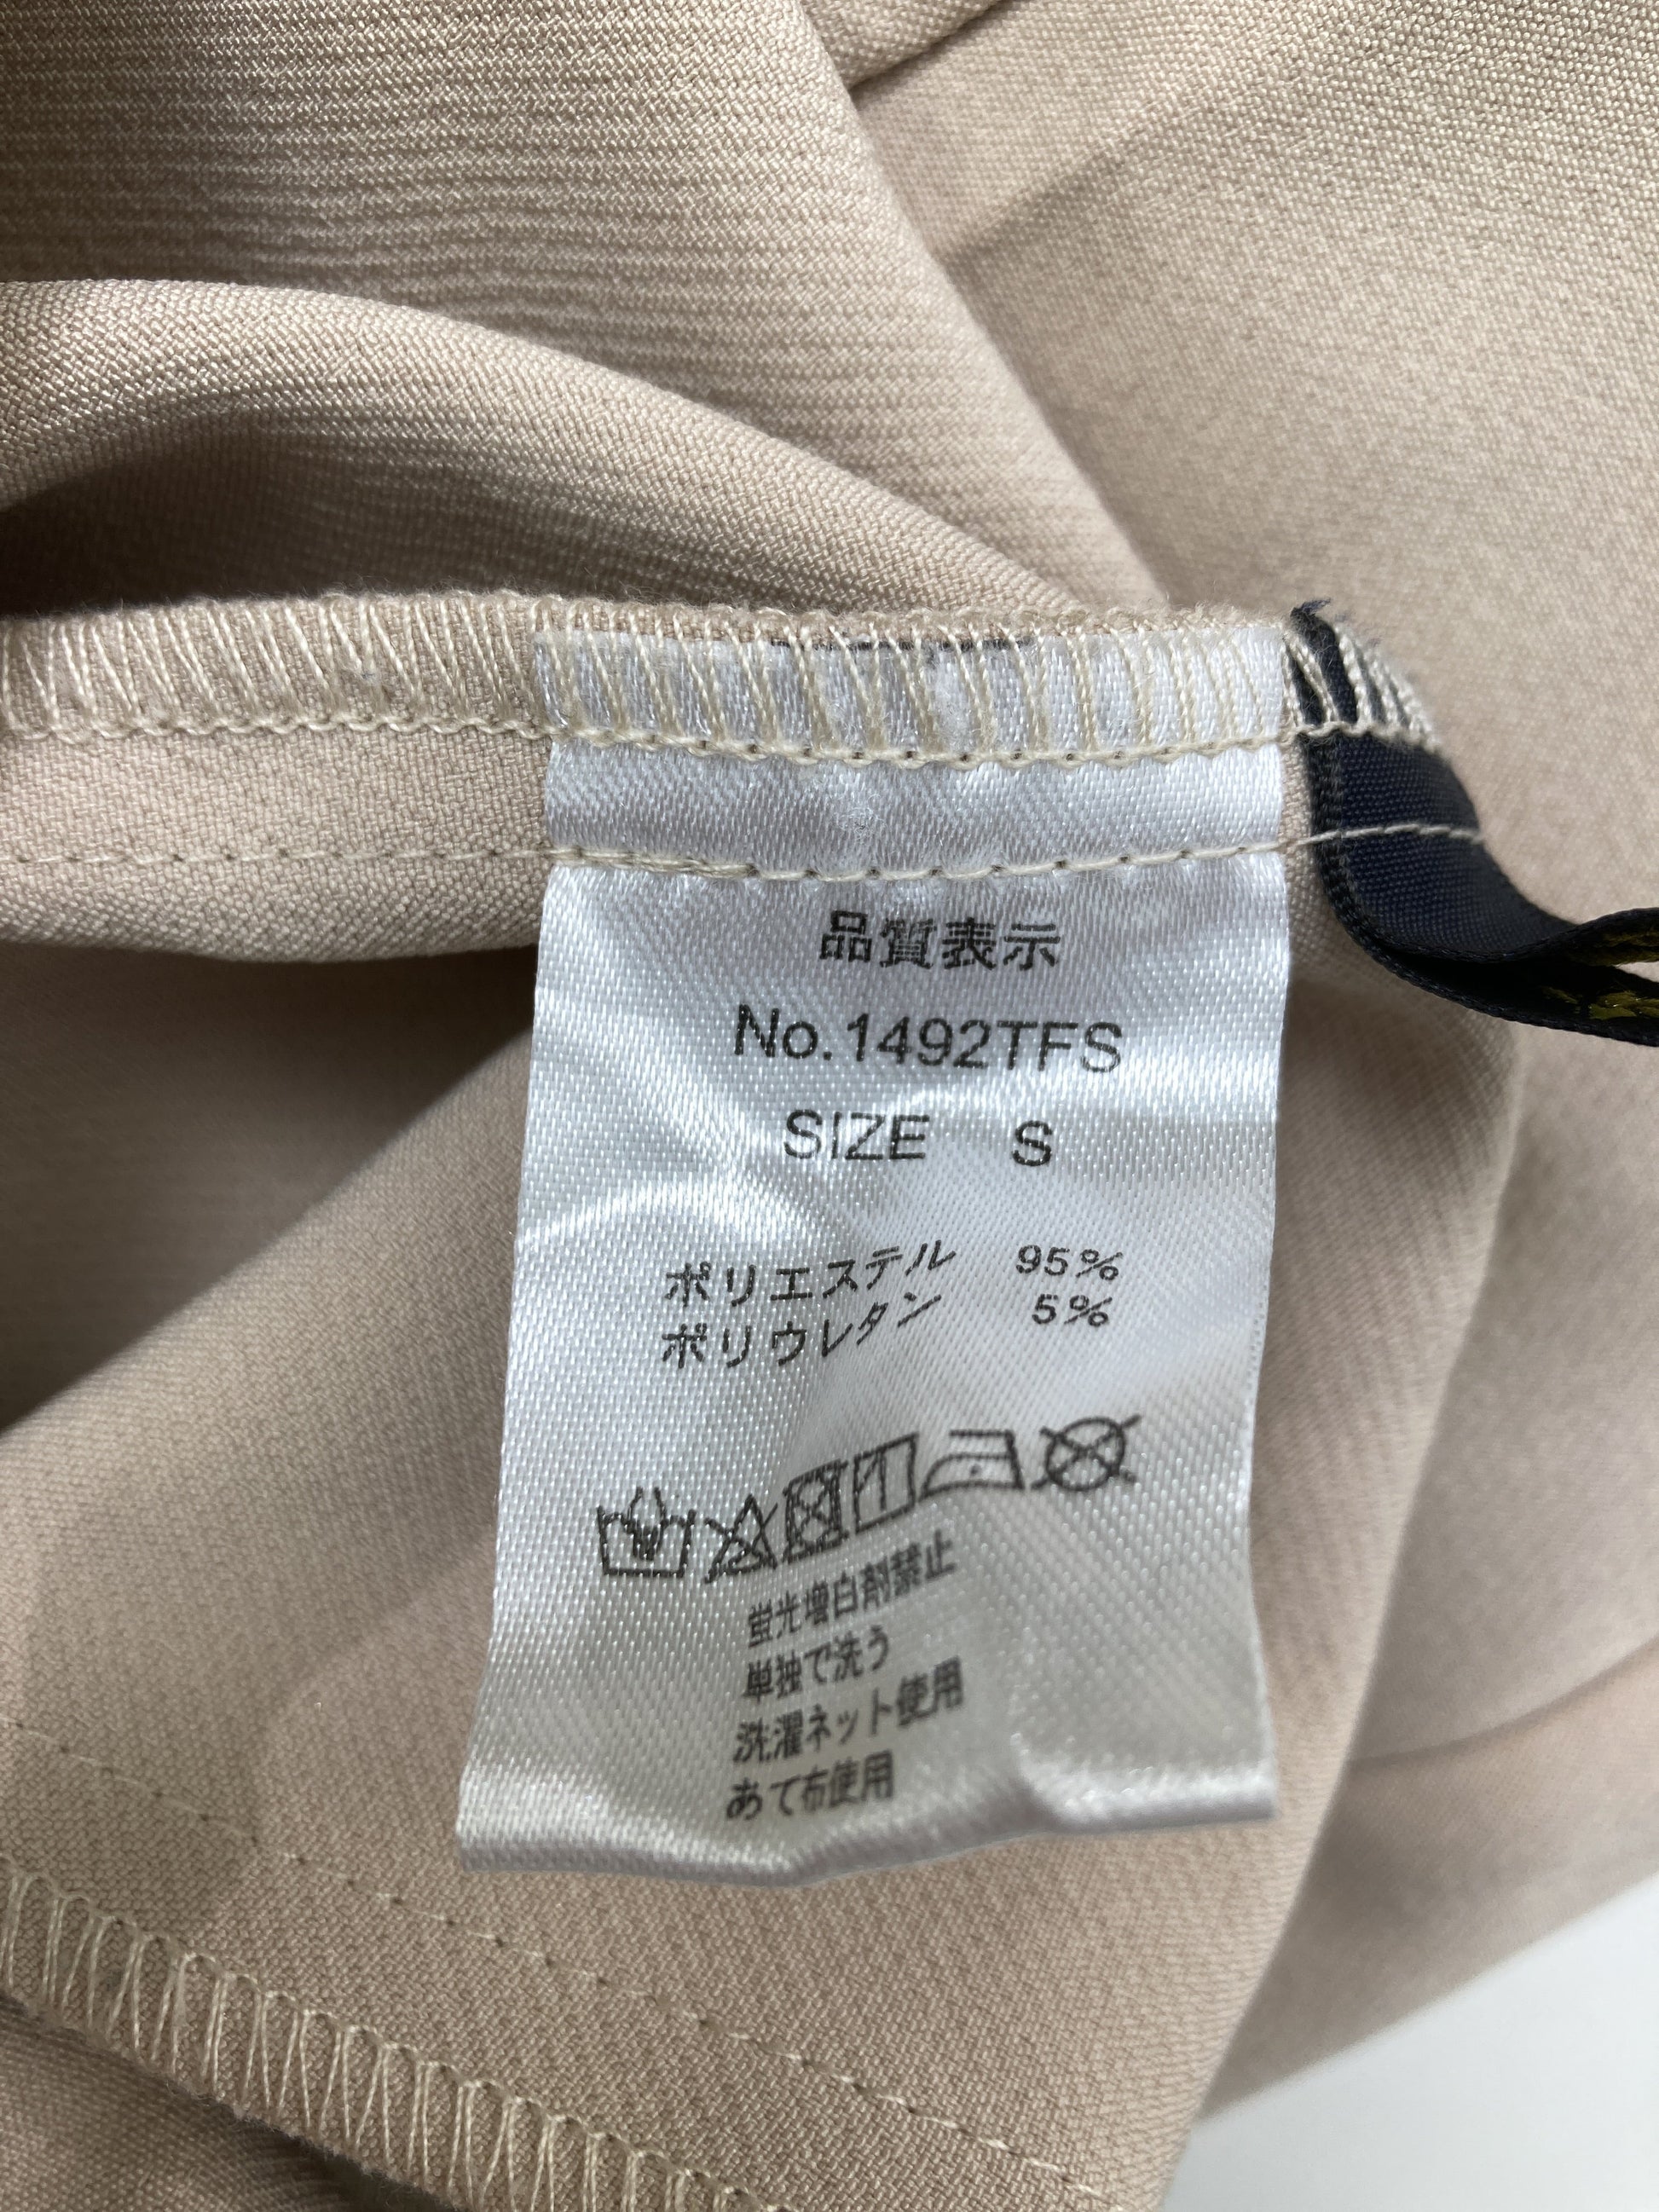 品質表示
No.1492TFS
SIZE S
ポリエステル 95%
ポリウレタン 5%
蛍光増白剤禁止
単独で洗う
洗濯ネット使用
あて布使用